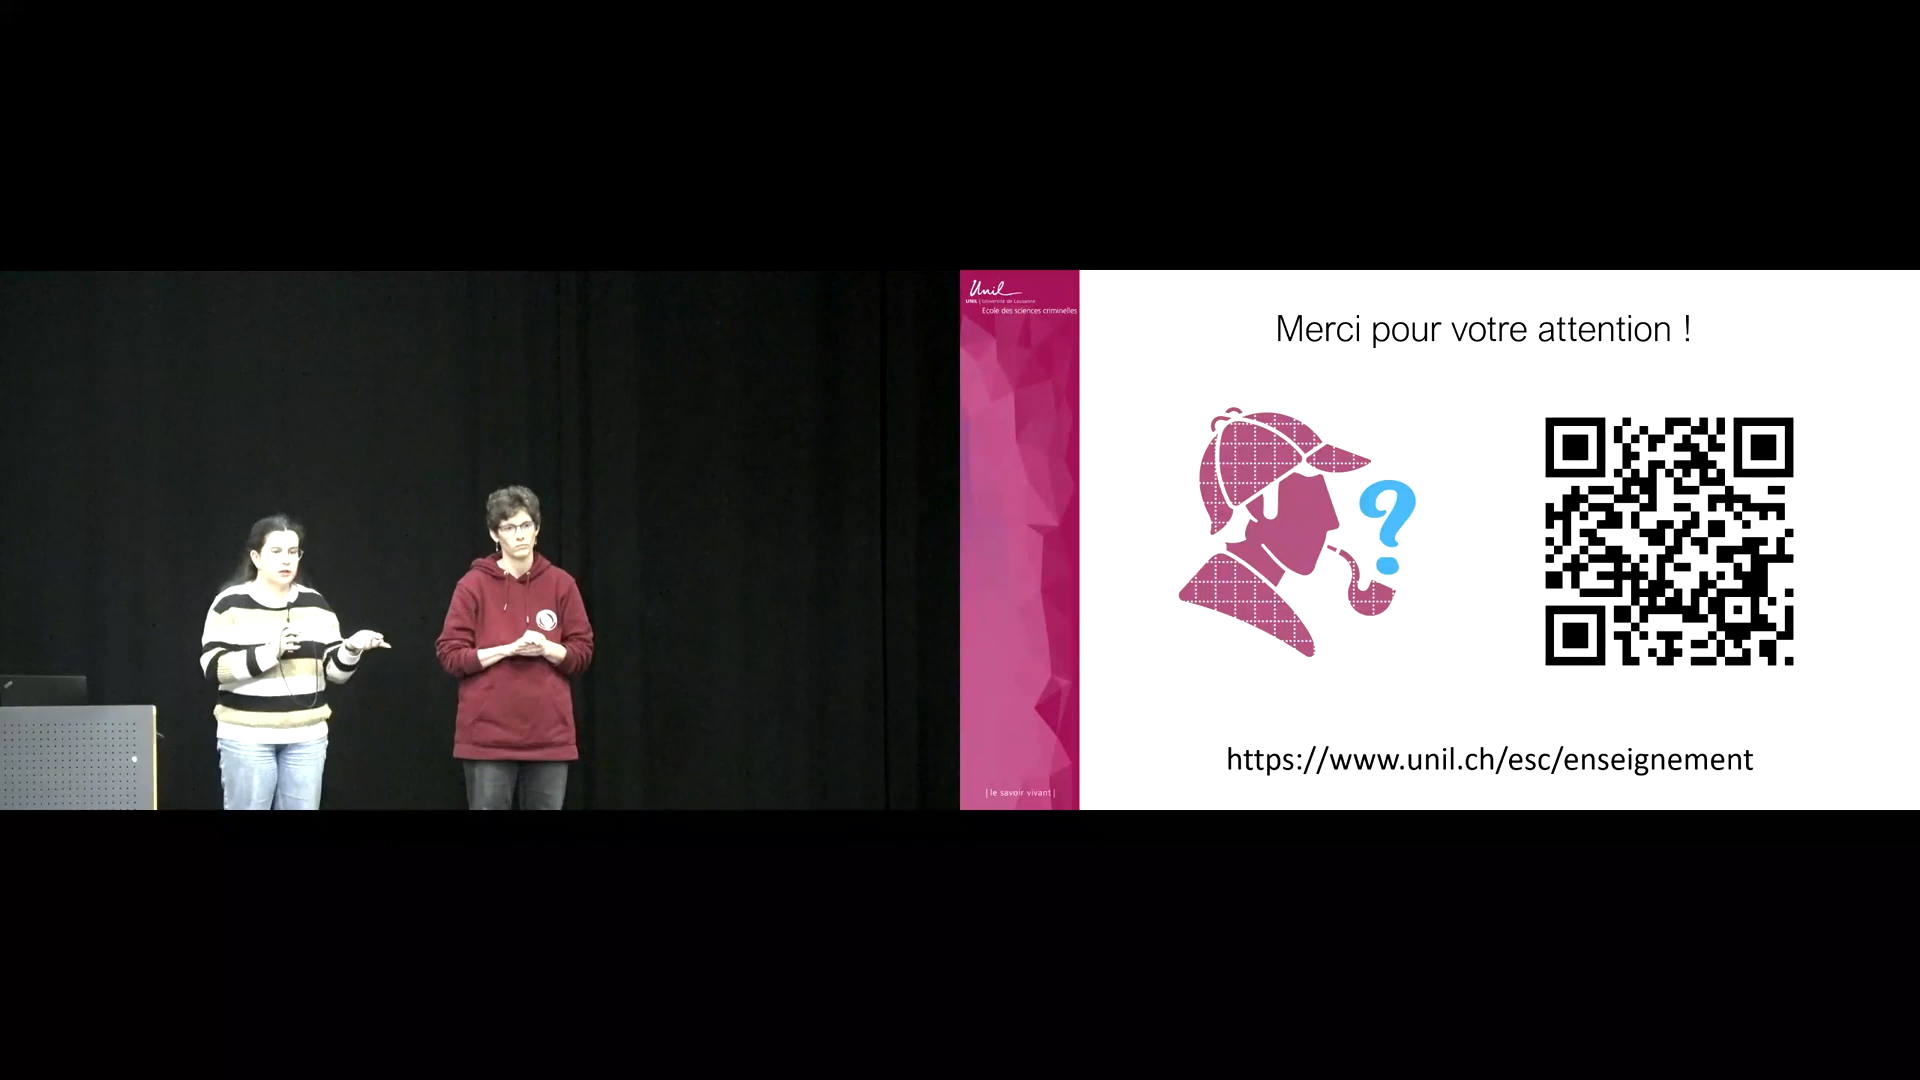 Unil
UNIL | Université de Lausanne
Ecole des sciences criminelles
Merci pour votre attention !
?
https://www.unil.ch/esc/enseignement
| le savoir vivant |